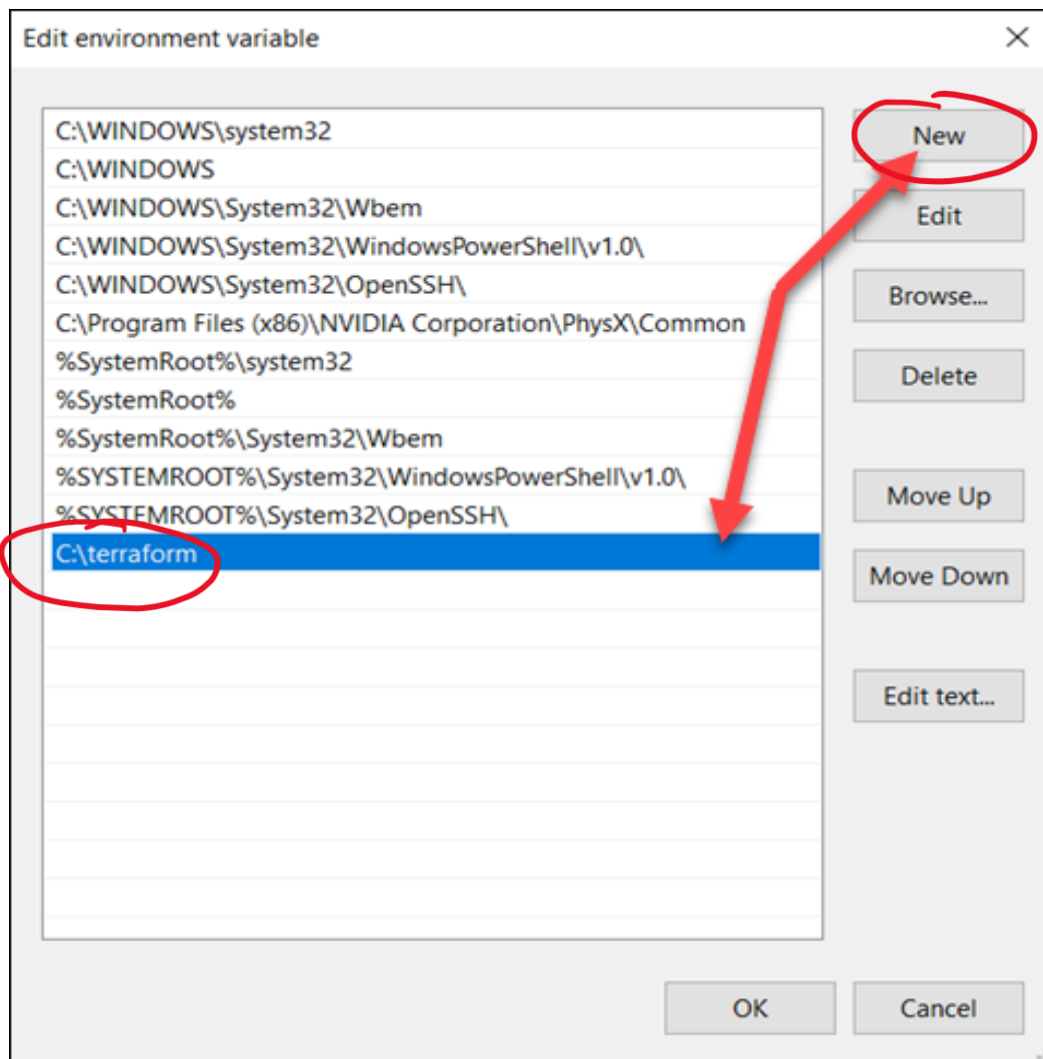 Edit environment variable
C:\WINDOWS\system32
C:\WINDOWS
C:\WINDOWS\System32\Wbem
C:\WINDOWS\System32\WindowsPowerShell\v1.0\
C:\WINDOWS\System32\OpenSSH\
C:\Program Files (x86)\NVIDIA Corporation\PhysX\Common
%SystemRoot%\system32
%SystemRoot%
%SystemRoot%\System32\Wbem
%SYSTEMROOT%\System32\WindowsPowerShell\v1.0\
%SYSTEMROOT%\System32\OpenSSH\
C:\terraform
New
Edit
Browse...
Delete
Move Up
Move Down
Edit text...
OK
Cancel